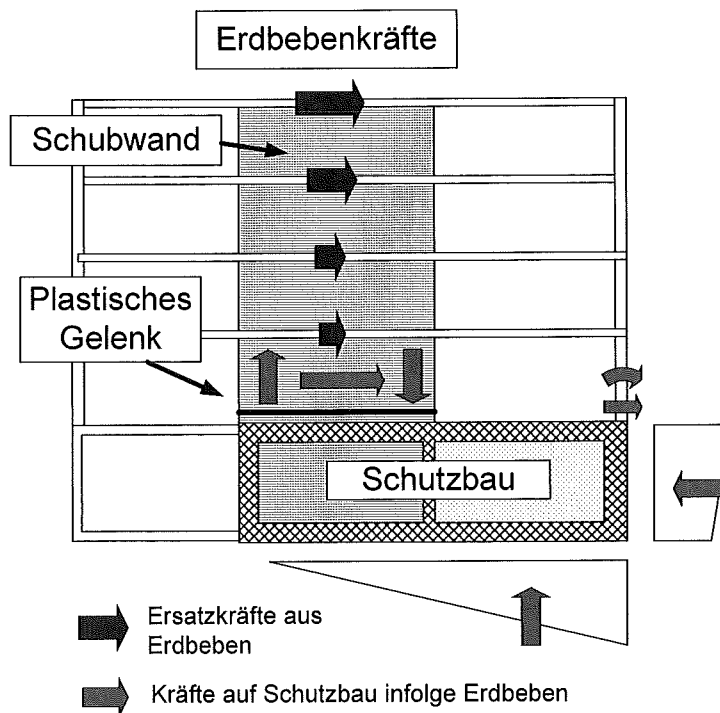 Erdbebenkräfte
Schubwand
Plastisches
Gelenk
Schutzbau
Ersatzkräfte aus
Erdbeben
Kräfte auf Schutzbau infolge Erdbeben